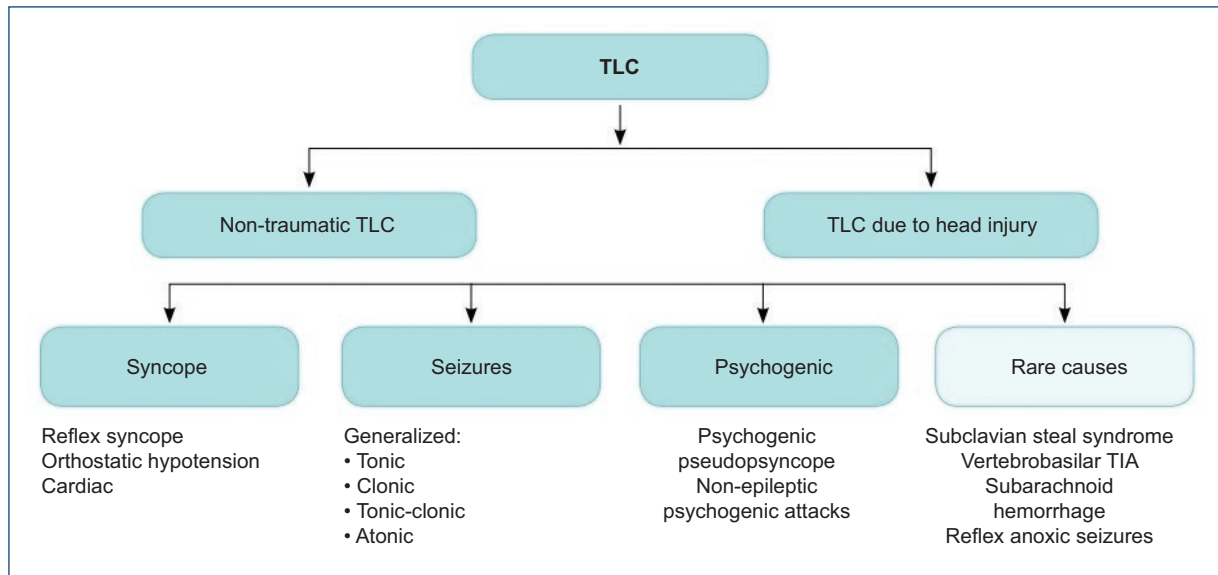 TLC
Non-traumatic TLC
TLC due to head injury
Syncope
Seizures
Psychogenic
Rare causes
Reflex syncope
Orthostatic hypotension
Cardiac
Generalized:
• Tonic
• Clonic
• Tonic-clonic
• Atonic
Psychogenic
pseudopsyncope
Non-epileptic
psychogenic attacks
Subclavian steal syndrome
Vertebrobasilar TIA
Subarachnoid
hemorrhage
Reflex anoxic seizures